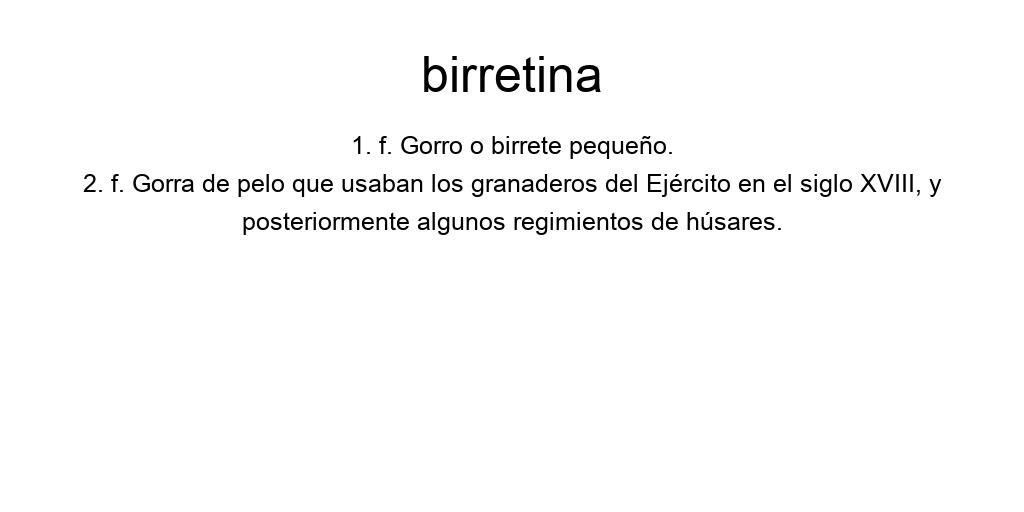 birretina
1. f. Gorro o birrete pequeño.
2. f. Gorra de pelo que usaban los granaderos del Ejército en el siglo XVIII, y
posteriormente algunos regimientos de húsares.